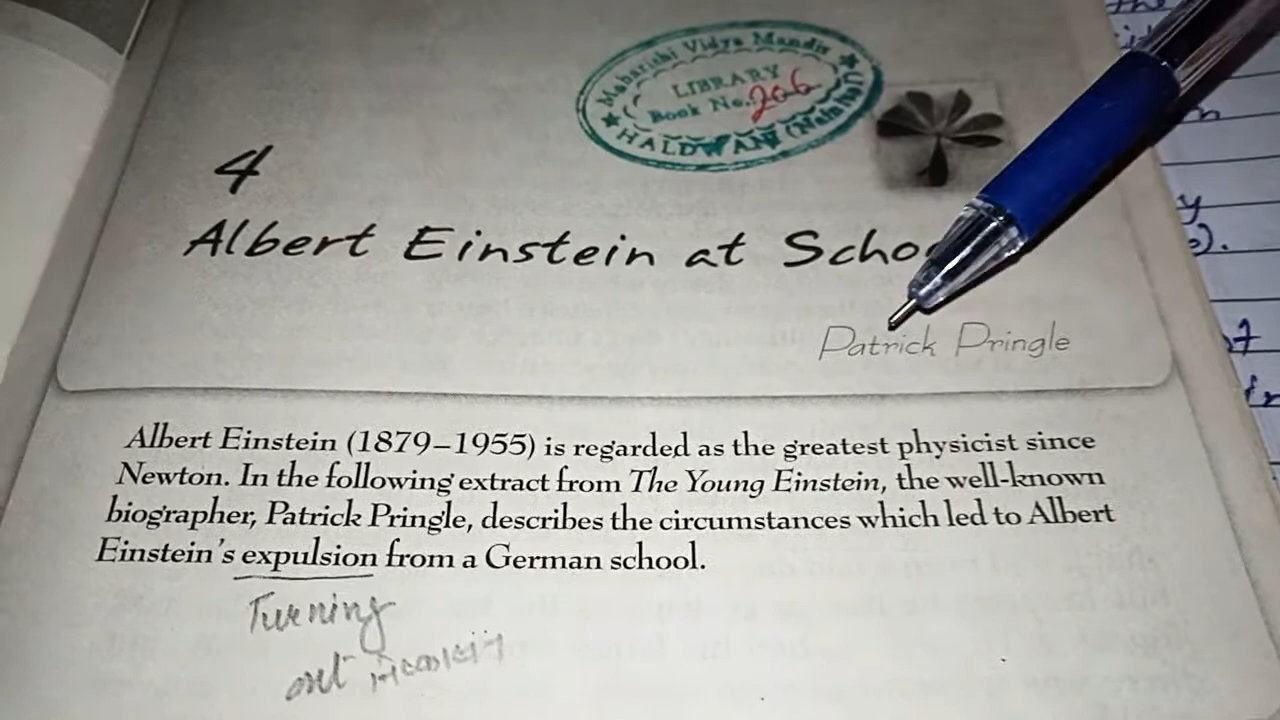 Maharishi Vidya Mandir
LIBRARY
Book No. 206
HALDWANI (Nainital)
4
Albert Einstein at Schoo
Patrick Pringle
Albert Einstein (1879–1955) is regarded as the greatest physicist since
Newton. In the following extract from The Young Einstein, the well-known
biographer, Patrick Pringle, describes the circumstances which led to Albert
Einstein's expulsion from a German school.
Turning
out